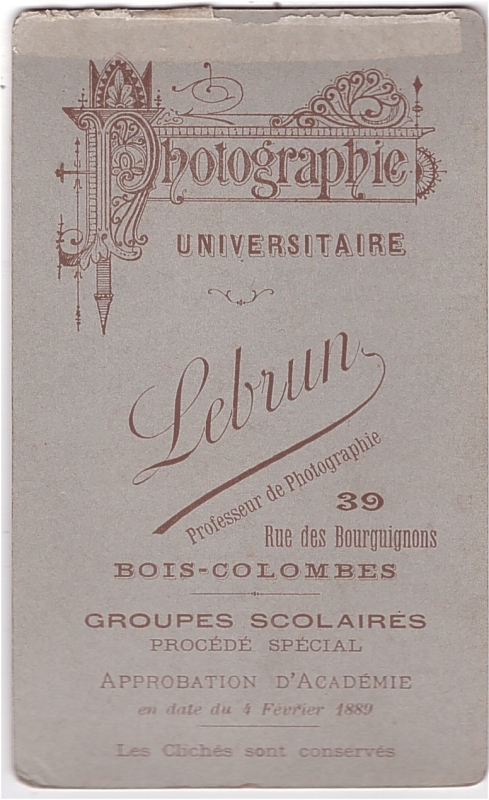 Photographie
UNIVERSITAIRE
Lebrun
Professeur de Photographie
39
Rue des Bourguignons
BOIS-COLOMBES
GROUPES SCOLAIRES
PROCÉDÉ SPÉCIAL
APPROBATION D'ACADÉMIE
en date du 4 Février 1889
Les Clichés sont conservés